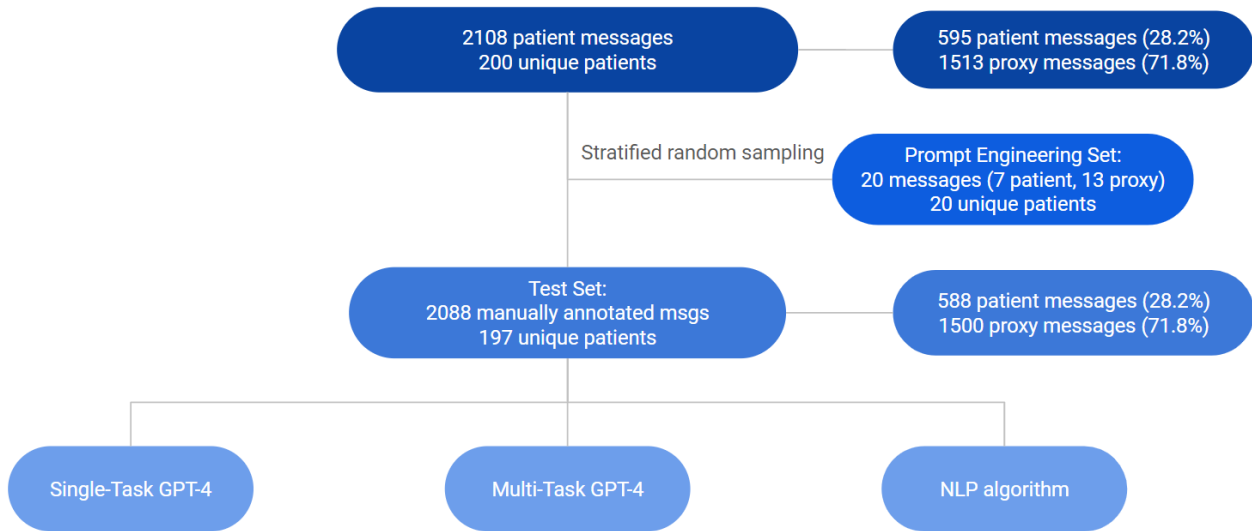 2108 patient messages
200 unique patients
595 patient messages (28.2%)
1513 proxy messages (71.8%)
Stratified random sampling
Prompt Engineering Set:
20 messages (7 patient, 13 proxy)
20 unique patients
Test Set:
2088 manually annotated msgs
197 unique patients
588 patient messages (28.2%)
1500 proxy messages (71.8%)
Single-Task GPT-4
Multi-Task GPT-4
NLP algorithm